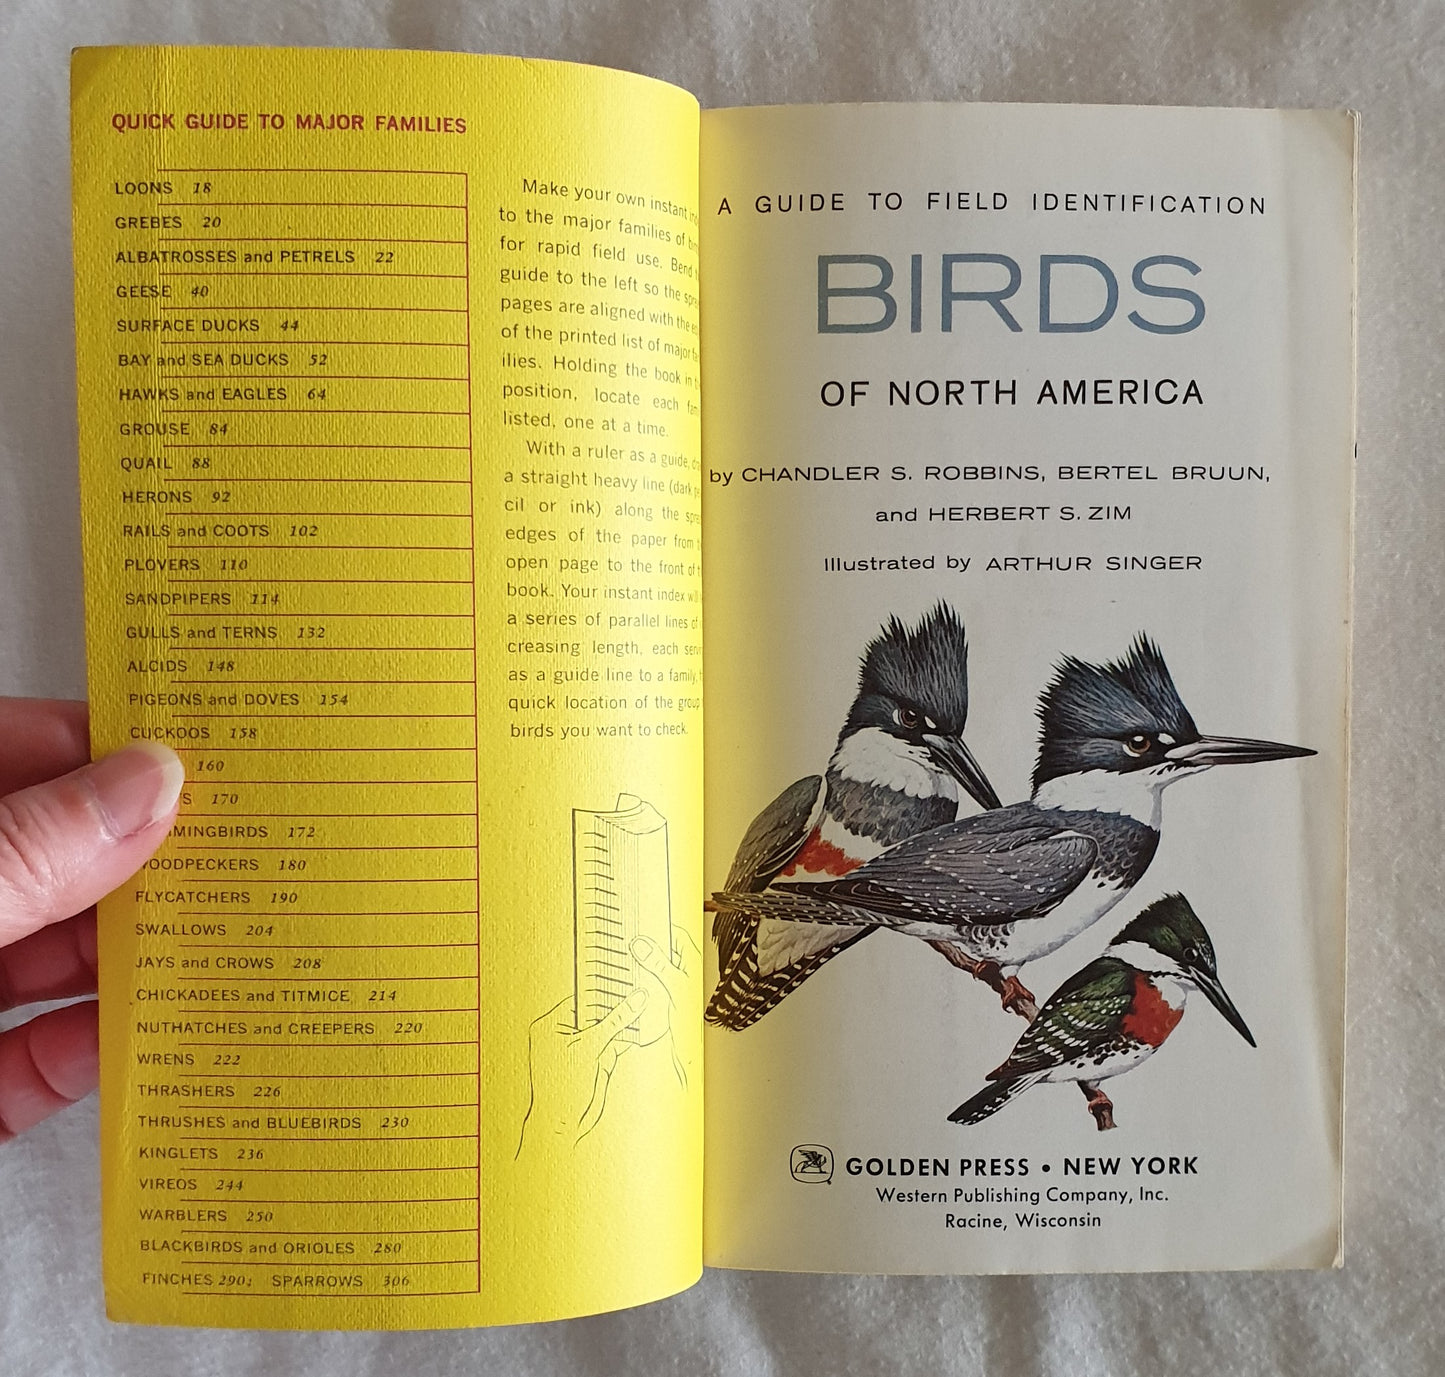 QUICK GUIDE TO MAJOR FAMILIES
LOONS 18
GREBES 20
ALBATROSSES and PETRELS 22
GEESE 40
SURFACE DUCKS 44
BAY and SEA DUCKS 52
HAWKS and EAGLES 64
GROUSE 84
QUAIL 88
HERONS 92
RAILS and COOTS 102
PLOVERS 110
SANDPIPERS 114
GULLS and TERNS 132
ALCIDS 148
PIGEONS and DOVES 154
CUCKOOS 158
160
170
172
WOODPECKERS 180
FLYCATCHERS 190
SWALLOWS 204
JAYS and CROWS 208
CHICKADEES and TITMICE 214
NUTHATCHES and CREEPERS 220
WRENS 222
THRASHERS 226
THRUSHES and BLUEBIRDS 230
KINGLETS 236
VIREOS 244
WARBLERS 250
BLACKBIRDS and ORIOLES 280
FINCHES 290; SPARROWS 306
Make your own instant
to the major families of
for rapid field use. Bend
guide to the left so the
pages are aligned with the
of the printed list of major
ilies. Holding the book in
position, locate each
listed, one at a time.
With a ruler as a guide,
a straight heavy line (dark
cil or ink) along the
edges of the paper from
open page to the front of
book. Your instant index
a series of parallel lines of
creasing length, each
as a guide line to a family,
quick location of the group
birds you want to check.
A GUIDE TO FIELD IDENTIFICATION
BIRDS
OF NORTH AMERICA
by CHANDLER S. ROBBINS, BERTEL BRUUN,
and HERBERT S. ZIM
Illustrated by ARTHUR SINGER
GOLDEN PRESS • NEW YORK
Western Publishing Company, Inc.
Racine, Wisconsin